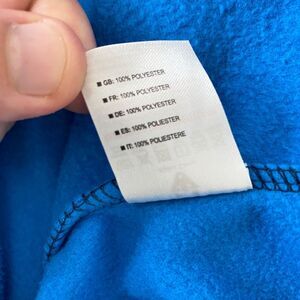 ■ GB: 100% POLYESTER
■ FR: 100% POLYESTER
■ DE: 100% POLYESTER
■ ES: 100% POLIESTER
■ IT: 100% POLIESTERE